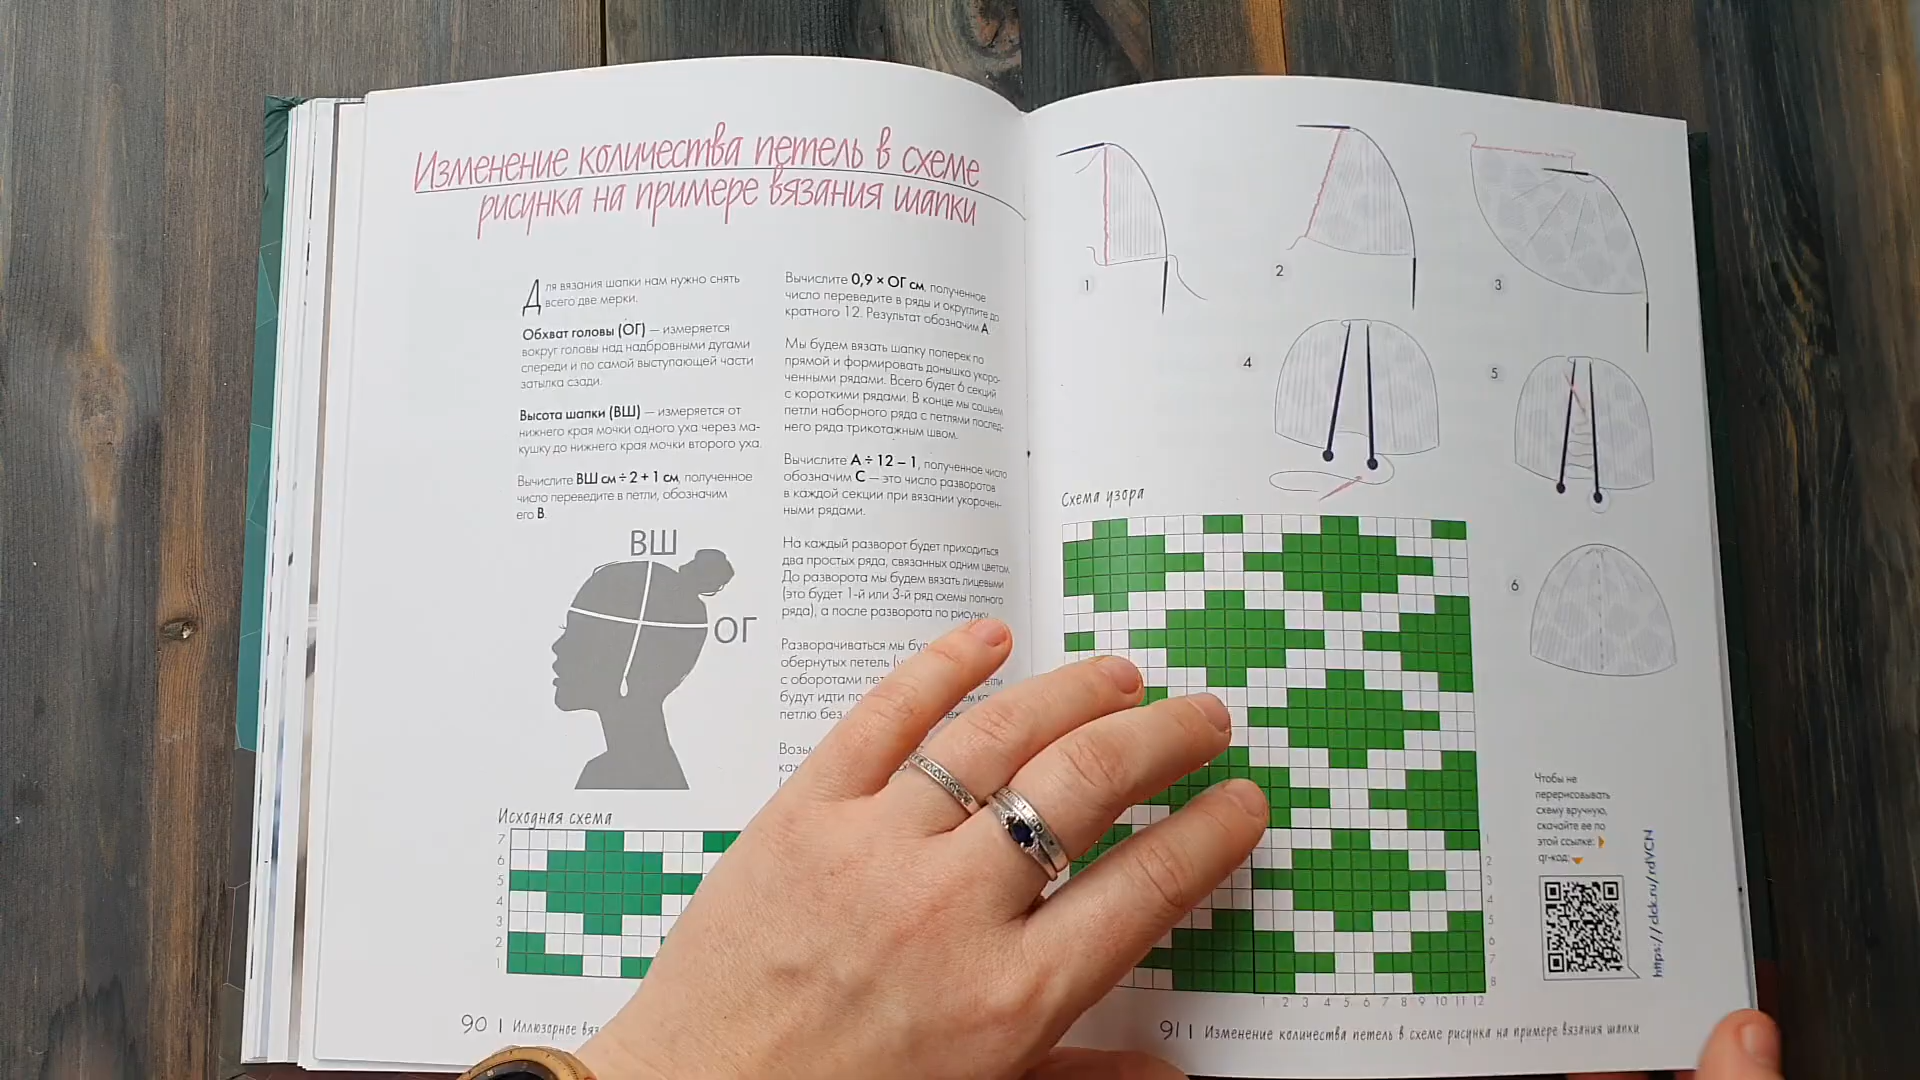 Изменение количества петель в схеме
рисунка на примере вязания шапки
Для вязания шапки нам нужно снять
всего две мерки.
Обхват головы (ОГ) — измеряется
вокруг головы над надбровными дугами
спереди и по самой выступающей части
затылка сзади.
Высота шапки (ВШ) — измеряется от
нижнего края мочки одного уха через ма-
кушку до нижнего края мочки второго уха.
Вычислите ВШ см ÷ 2 + 1 см, полученное
число переведите в петли, обозначим
его В.
ВШ
ОГ
Исходная схема
7
6
5
4
3
2
1
90 | Иллюзорное
Вычислите 0,9 × ОГ см, полученное
число переведите в ряды и округлите до
кратного 12. Результат обозначим А.
Мы будем вязать шапку поперек по
прямой и формировать донышко укоро-
ченными рядами. Всего будет 6 секций
с короткими рядами. В конце мы сошьем
петли наборного ряда с петлями послед-
него ряда трикотажным швом.
Вычислите А ÷ 12 – 1, полученное число
обозначим С — это число разворотов
в каждой секции при вязании укорочен-
ными рядами.
На каждый разворот будет приходиться
два простых ряда, связанных одним цветом.
До разворота мы будем вязать лицевыми
(это будет 1-й или 3-й ряд схемы полного
ряда), а после разворота по рисунку.
Разворачиваться мы
обернутых петель
с оборотами
будут идти
петлю без
1
2
3
4
5
6
Схема узора
1
2
3
4
5
6
7
8
1 2 3 4 5 6 7 8 9 10 11 12
Чтобы не
перерисовывать
схему вручную,
скачайте ее по
этой ссылке:
qr-код:
https://clck.ru/rdVCN
91 | Изменение количества петель в схеме рисунка на примере вязания шапки